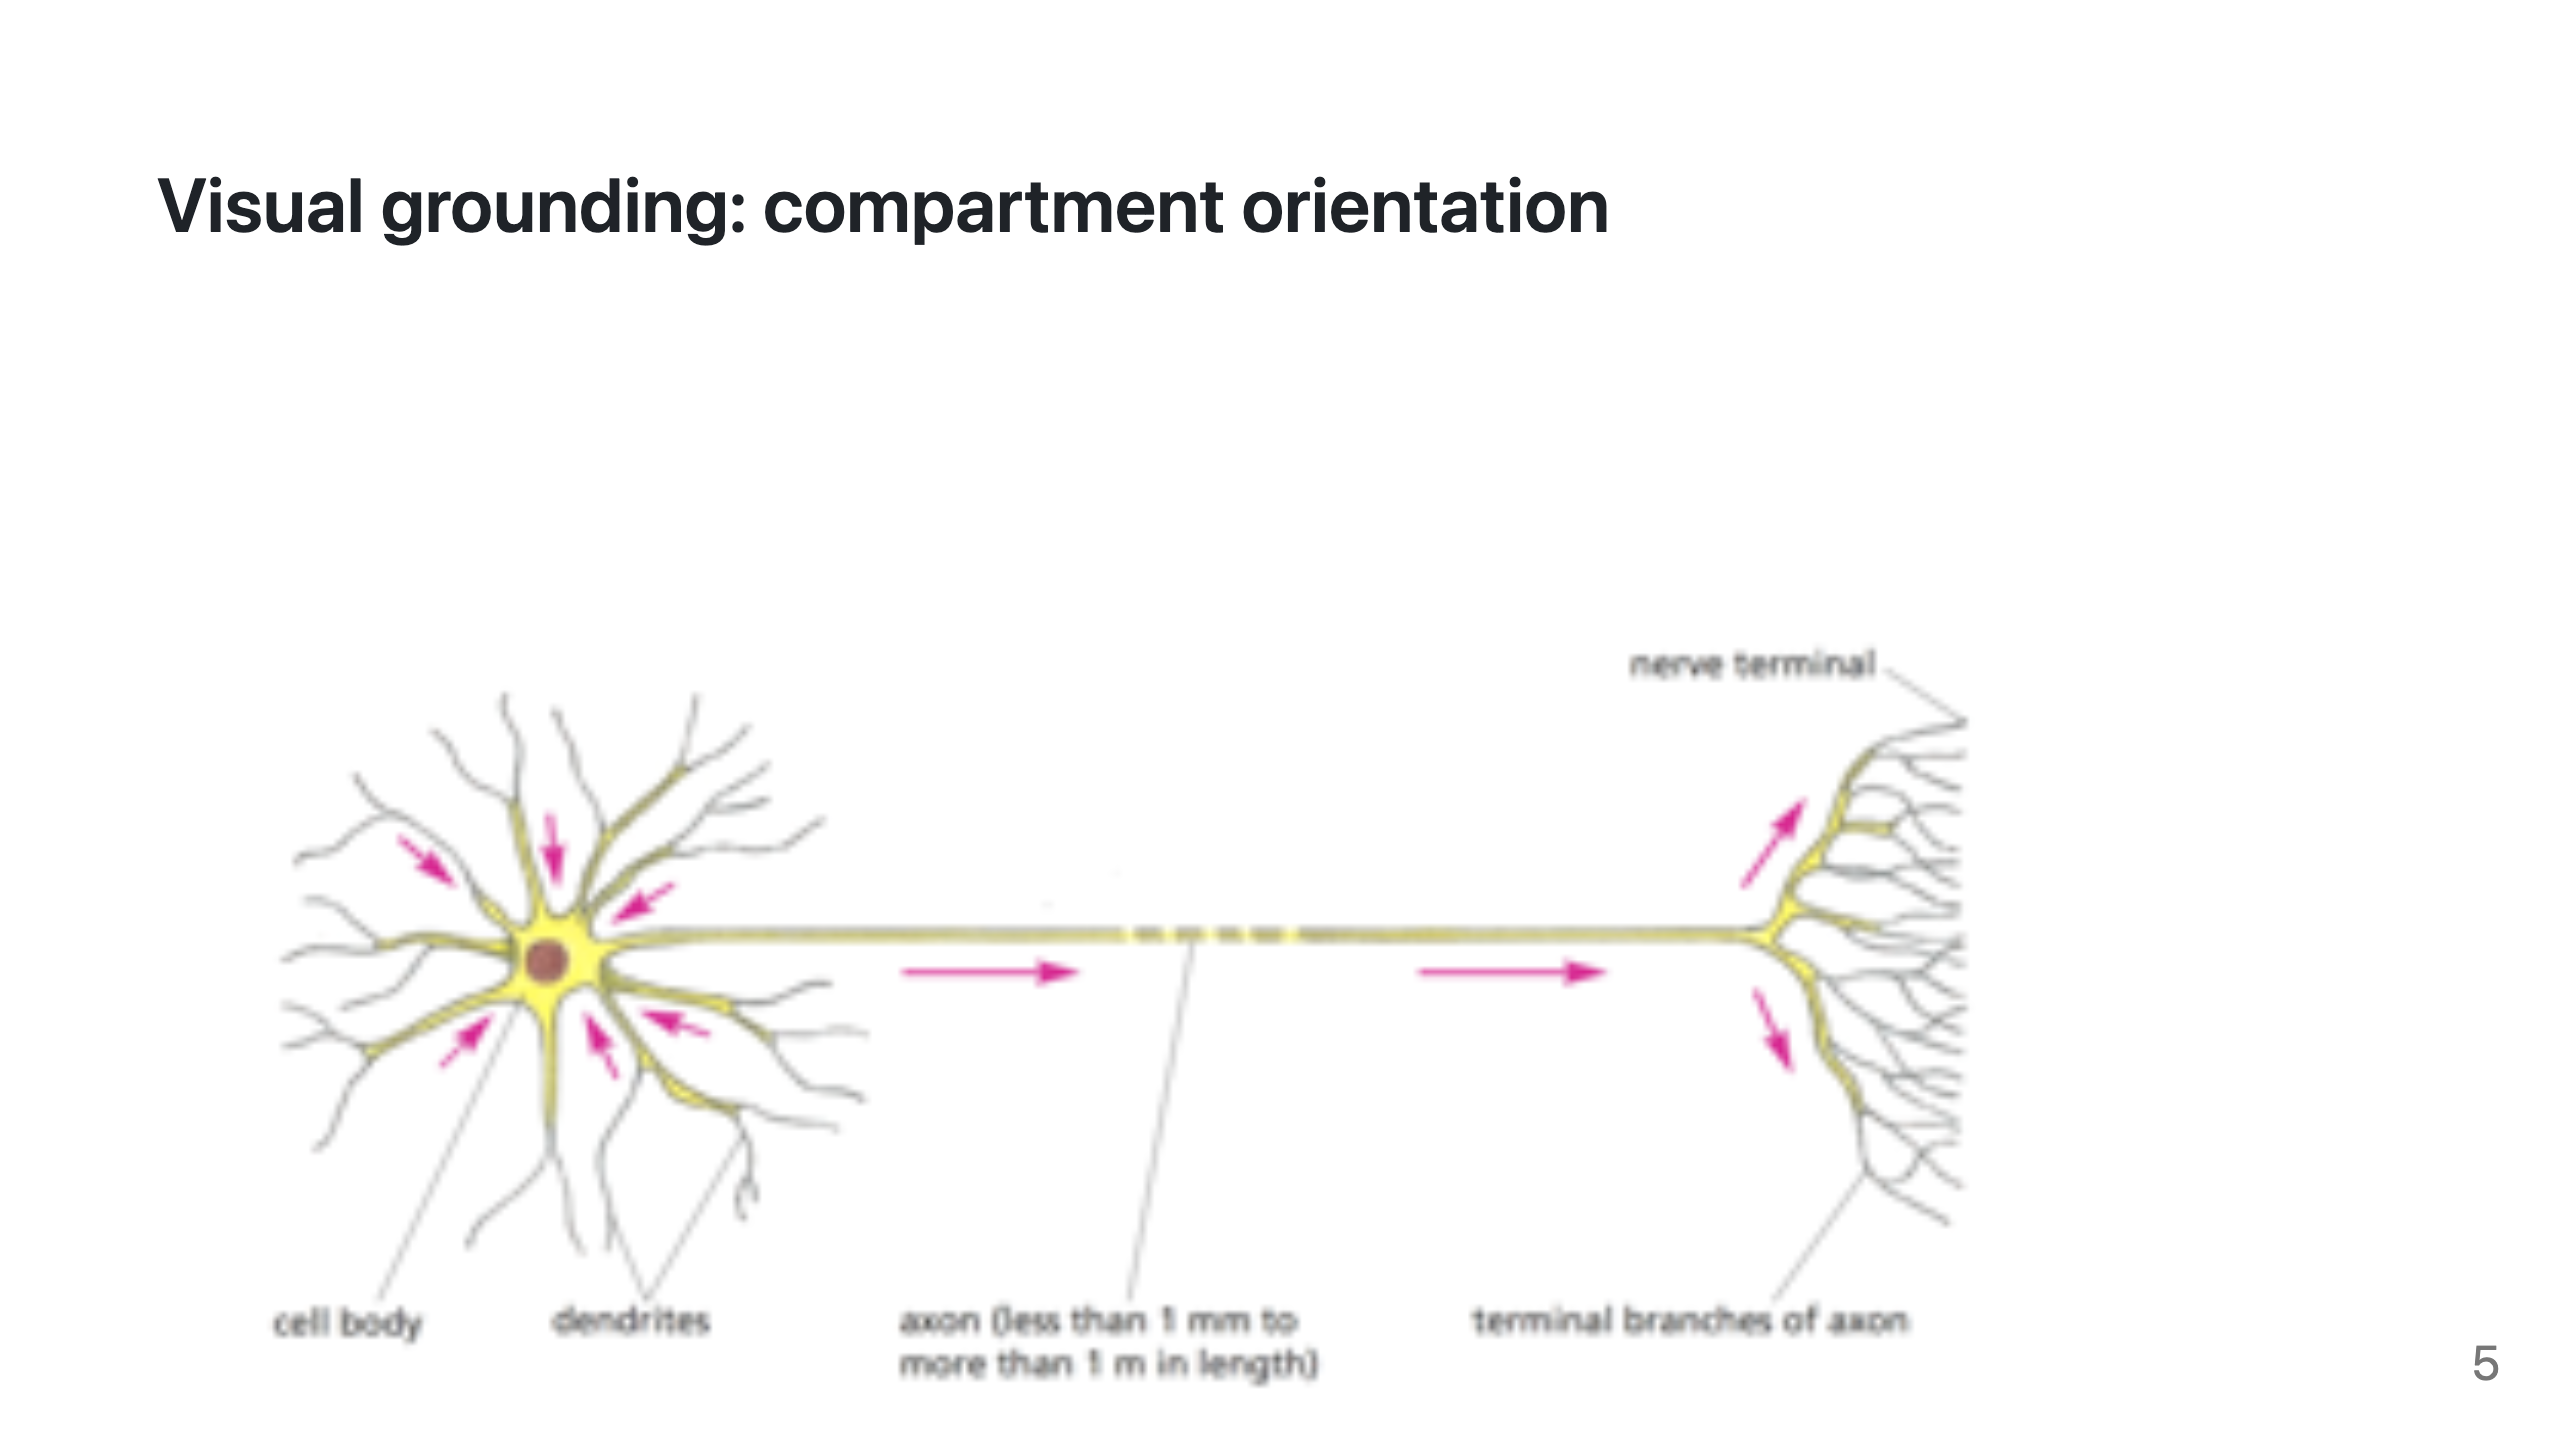 Visual grounding: compartment orientation
nerve terminal
cell body
dendrites
axon (less than 1 mm to
more than 1 m in length)
terminal branches of axon
5